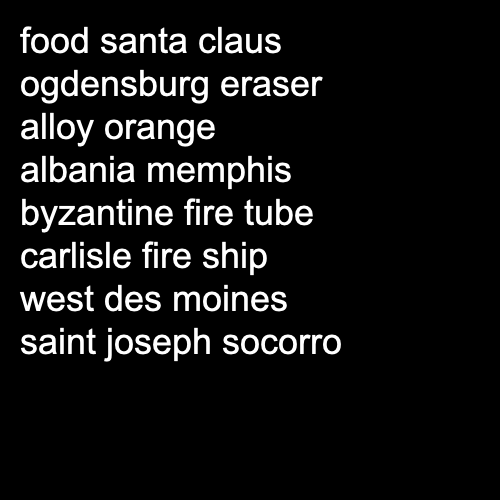 food santa claus
ogdensburg eraser
alloy orange
albania memphis
byzantine fire tube
carlisle fire ship
west des moines
saint joseph socorro